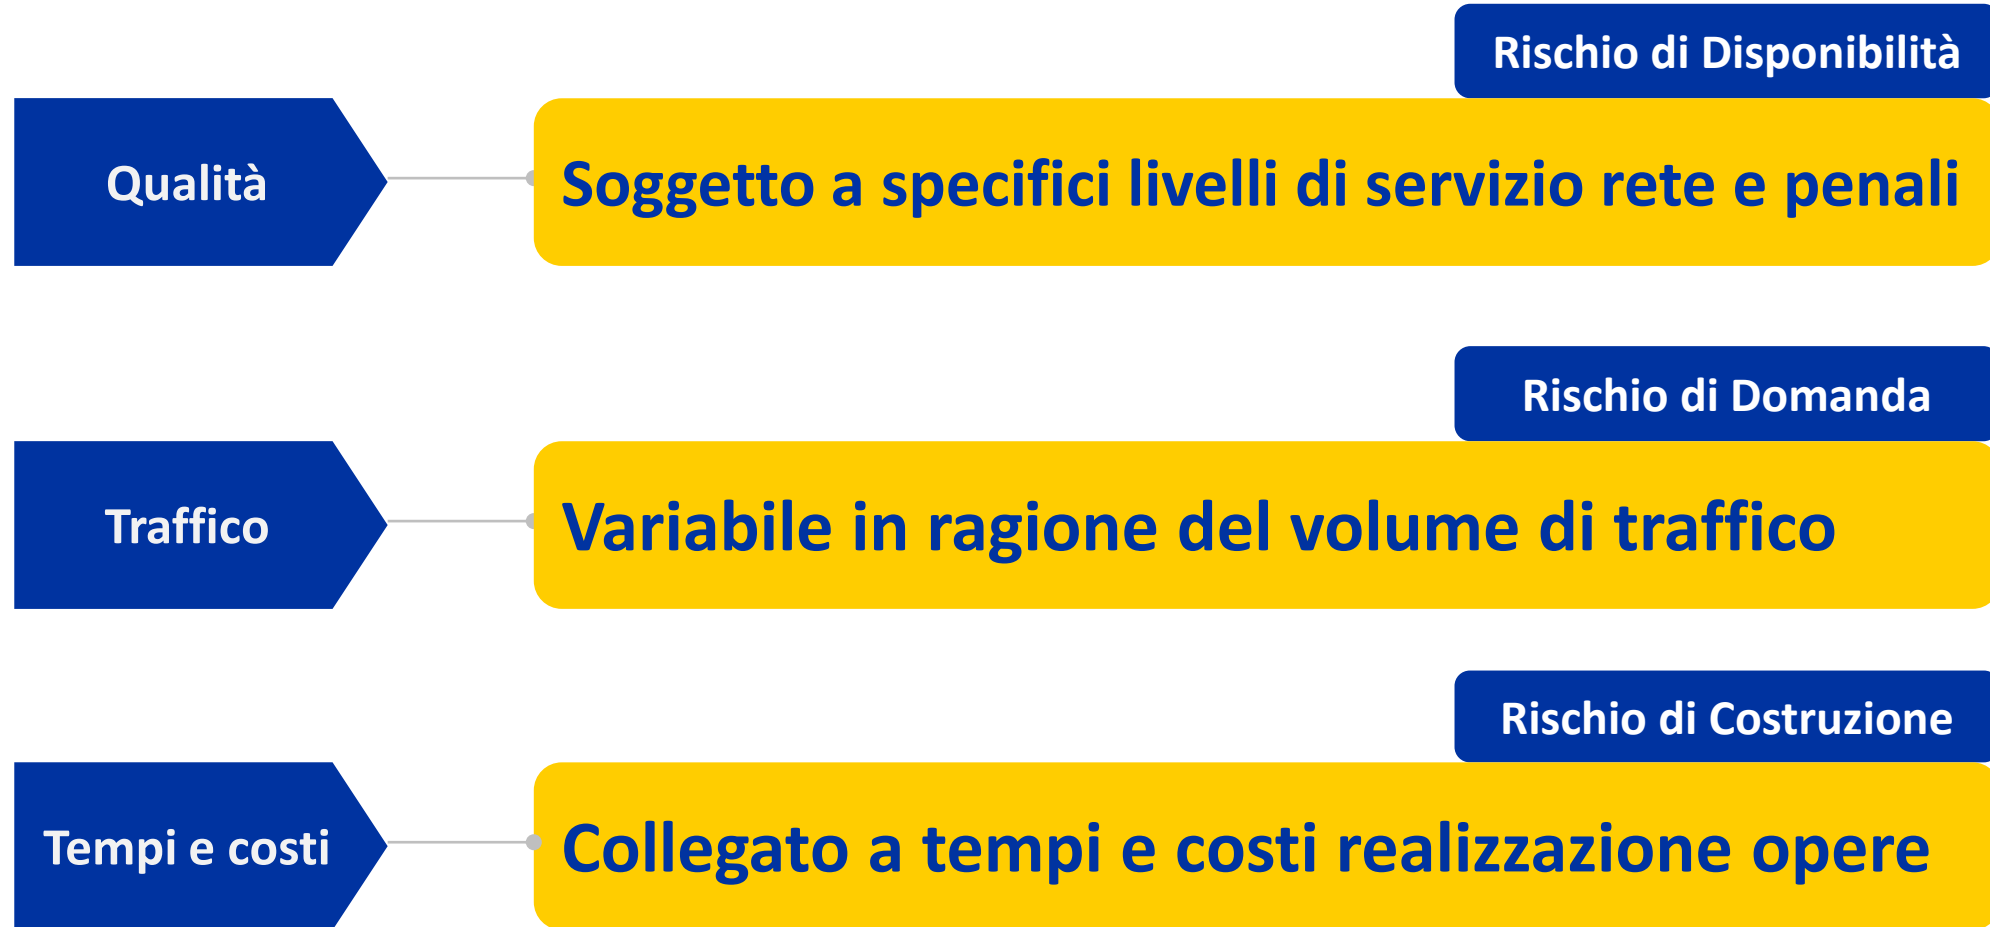 Rischio di Disponibilità
Qualità
Soggetto a specifici livelli di servizio rete e penali
Rischio di Domanda
Traffico
Variabile in ragione del volume di traffico
Rischio di Costruzione
Tempi e costi
Collegato a tempi e costi realizzazione opere